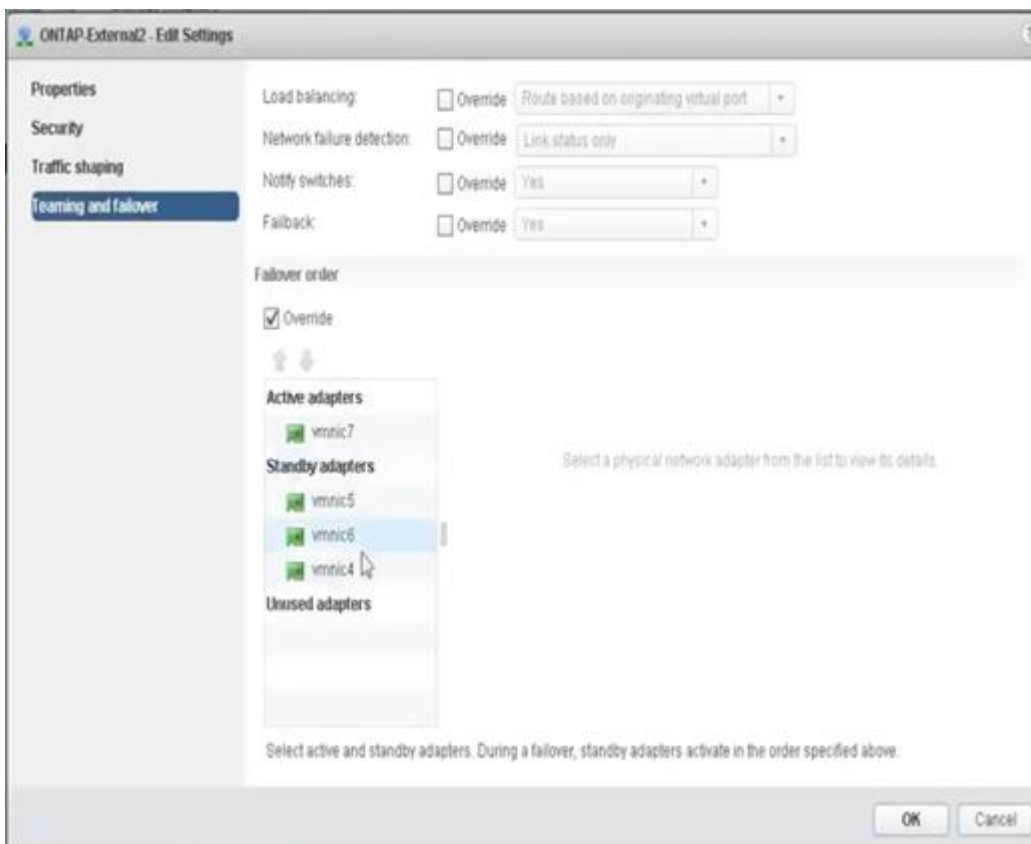 ONTAP-External2 - Edit Settings
Properties
Security
Traffic shaping
Teaming and failover
Load balancing: Override Route based on originating virtual port
Network failure detection: Override Link status only
Notify switches: Override Yes
Failback: Override Yes
Failover order
Override
Active adapters
vmnic7
Standby adapters
vmnic5
vmnic6
vmnic4
Unused adapters
Select a physical network adapter from the list to view its details.
Select active and standby adapters. During a failover, standby adapters activate in the order specified above.
OK Cancel